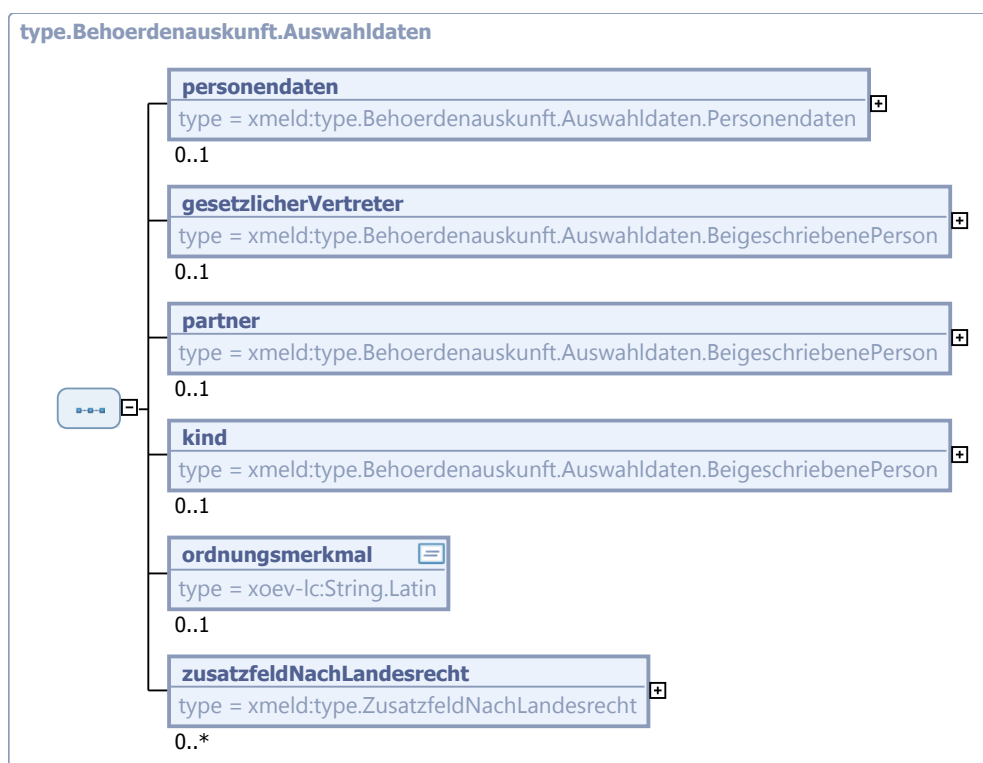 type.Behoerdenauskunft.Auswahldaten
personendaten
type = xmeld:type.Behoerdenauskunft.Auswahldaten.Personendaten
0..1
gesetzlicherVertreter
type = xmeld:type.Behoerdenauskunft.Auswahldaten.BeigeschriebenePerson
0..1
partner
type = xmeld:type.Behoerdenauskunft.Auswahldaten.BeigeschriebenePerson
0..1
kind
type = xmeld:type.Behoerdenauskunft.Auswahldaten.BeigeschriebenePerson
0..1
ordnungsmerkmal
type = xoev-lc:String.Latin
0..1
zusatzfeldNachLandesrecht
type = xmeld:type.ZusatzfeldNachLandesrecht
0..*